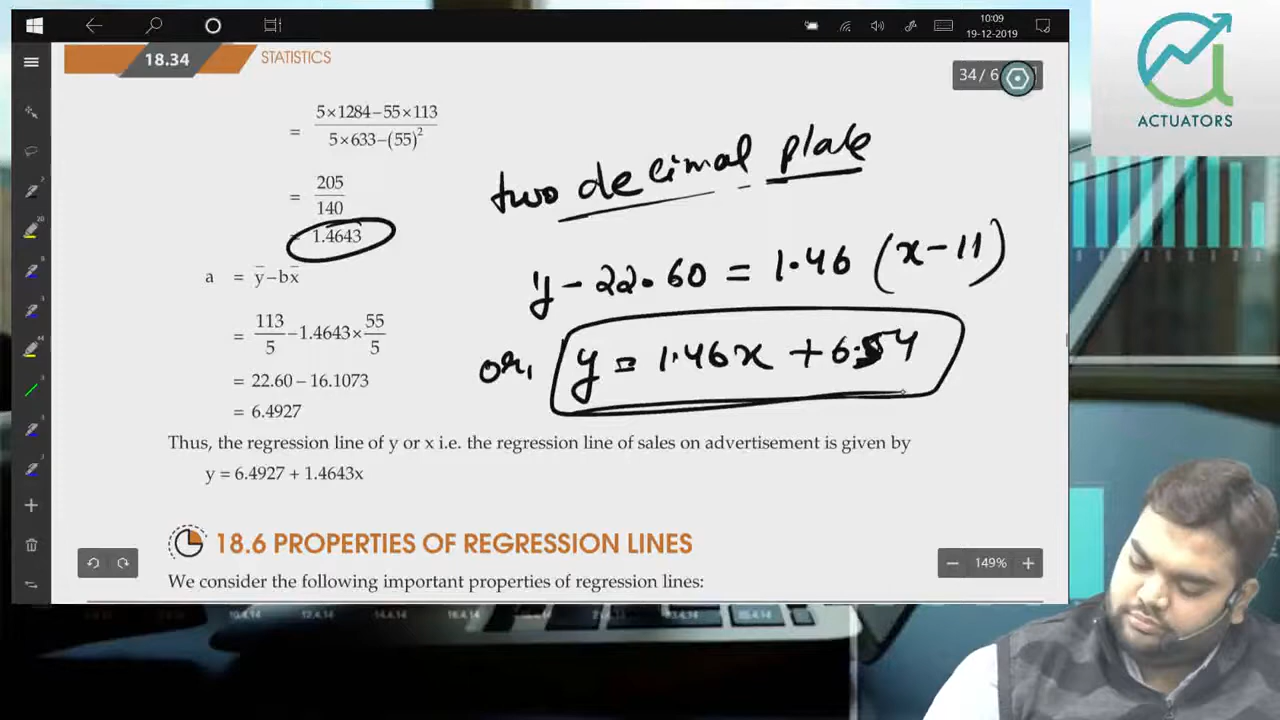 10:09
19-12-2019
18.34 STATISTICS
34 / 6
ACTUATORS
= 5×1284–55×113
5×633–(55)²
= 205
140
= 1.4643
a = y̅–bx̅
= 113/5 –1.4643× 55/5
= 22.60 –16.1073
= 6.4927
two decimal place
y – 22.60 = 1.46 (x – 11)
or, y = 1.46x + 6.54
Thus, the regression line of y or x i.e. the regression line of sales on advertisement is given by
y = 6.4927 + 1.4643x
18.6 PROPERTIES OF REGRESSION LINES
149%
We consider the following important properties of regression lines: